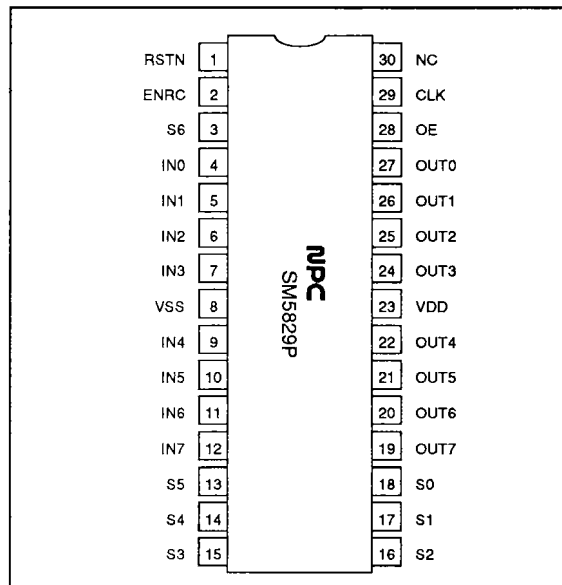 RSTN 1 30 NC
ENRC 2 29 CLK
S6 3 28 OE
IN0 4 27 OUT0
IN1 5 26 OUT1
IN2 6 25 OUT2
IN3 7 24 OUT3
VSS 8 23 VDD
IN4 9 22 OUT4
IN5 10 21 OUT5
IN6 11 20 OUT6
IN7 12 19 OUT7
S5 13 18 S0
S4 14 17 S1
S3 15 16 S2
NPC
SM5829P